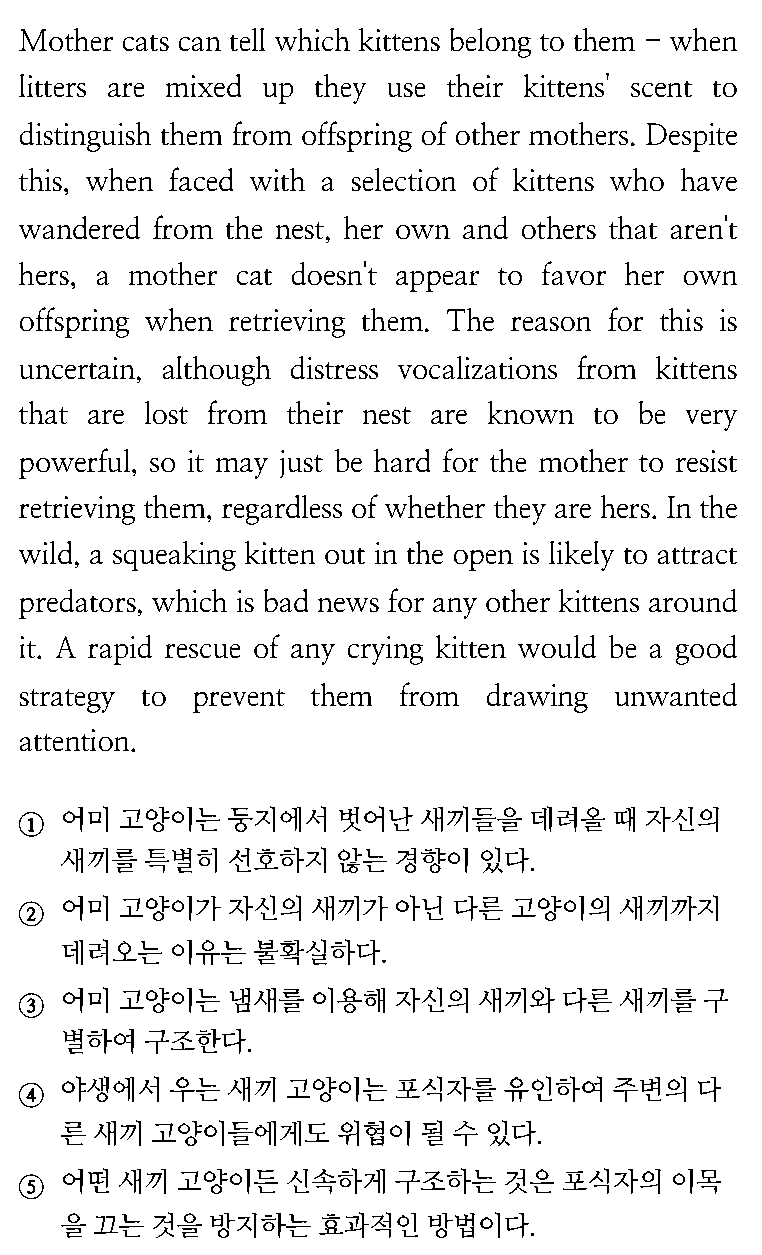 Mother cats can tell which kittens belong to them – when
litters are mixed up they use their kittens' scent to
distinguish them from offspring of other mothers. Despite
this, when faced with a selection of kittens who have
wandered from the nest, her own and others that aren't
hers, a mother cat doesn't appear to favor her own
offspring when retrieving them. The reason for this is
uncertain, although distress vocalizations from kittens
that are lost from their nest are known to be very
powerful, so it may just be hard for the mother to resist
retrieving them, regardless of whether they are hers. In the
wild, a squeaking kitten out in the open is likely to attract
predators, which is bad news for any other kittens around
it. A rapid rescue of any crying kitten would be a good
strategy to prevent them from drawing unwanted
attention.
① 어미 고양이는 둥지에서 벗어난 새끼들을 데려올 때 자신의
새끼를 특별히 선호하지 않는 경향이 있다.
② 어미 고양이가 자신의 새끼가 아닌 다른 고양이의 새끼까지
데려오는 이유는 불확실하다.
③ 어미 고양이는 냄새를 이용해 자신의 새끼와 다른 새끼를 구
별하여 구조한다.
④ 야생에서 우는 새끼 고양이는 포식자를 유인하여 주변의 다
른 새끼 고양이들에게도 위협이 될 수 있다.
⑤ 어떤 새끼 고양이든 신속하게 구조하는 것은 포식자의 이목
을 끄는 것을 방지하는 효과적인 방법이다.